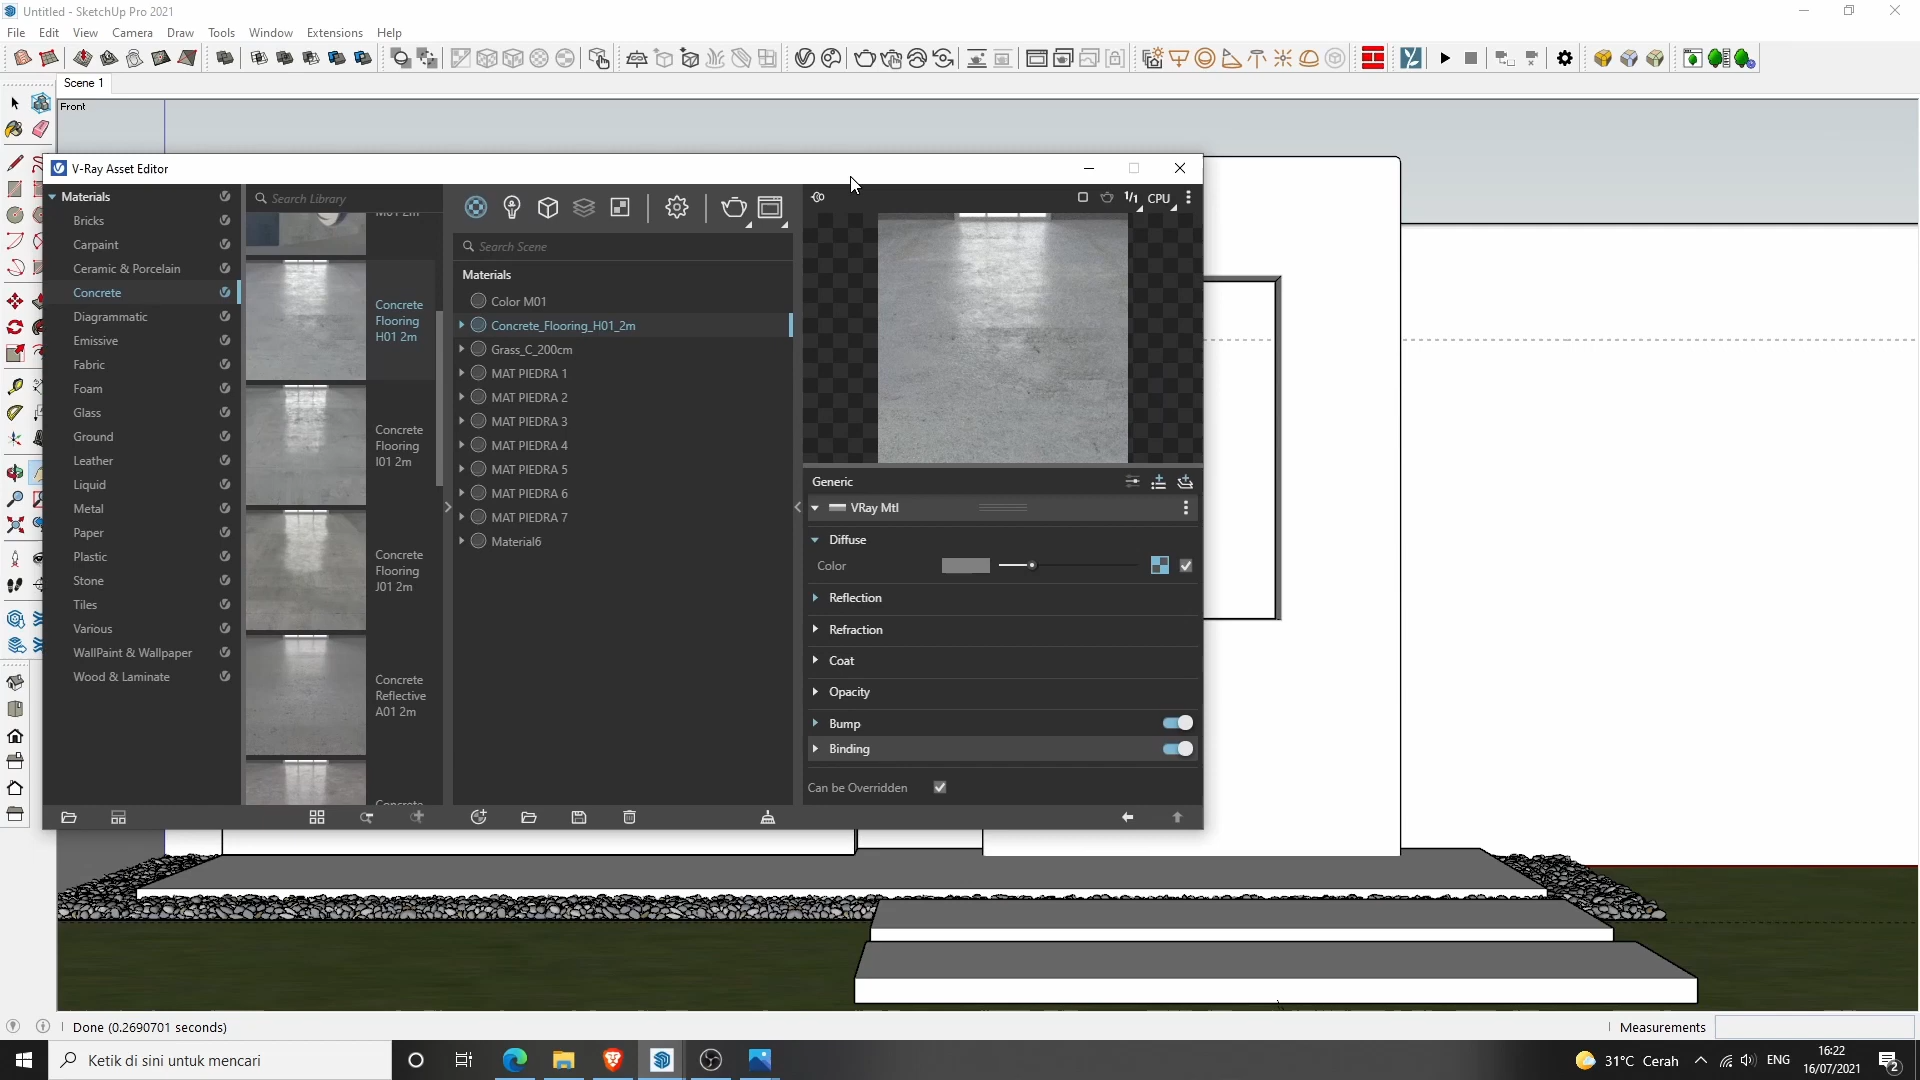 Untitled - SketchUp Pro 2021
File Edit View Camera Draw Tools Window Extensions Help
Scene 1
Front
V-Ray Asset Editor
Materials
Bricks
Carpaint
Ceramic & Porcelain
Concrete
Diagrammatic
Emissive
Fabric
Foam
Glass
Ground
Leather
Liquid
Metal
Paper
Plastic
Stone
Tiles
Various
WallPaint & Wallpaper
Wood & Laminate
Search Library
M01 2m
Concrete
Flooring
H01 2m
Concrete
Flooring
I01 2m
Concrete
Flooring
J01 2m
Concrete
Reflective
A01 2m
Concrete
Search Scene
Materials
Color M01
Concrete_Flooring_H01_2m
Grass_C_200cm
MAT PIEDRA 1
MAT PIEDRA 2
MAT PIEDRA 3
MAT PIEDRA 4
MAT PIEDRA 5
MAT PIEDRA 6
MAT PIEDRA 7
Material6
1/1 CPU
Generic
VRay Mtl
Diffuse
Color
Reflection
Refraction
Coat
Opacity
Bump
Binding
Can be Overridden
Done (0.2690701 seconds)
Measurements
Ketik di sini untuk mencari
31°C Cerah
ENG
16:22
16/07/2021
2